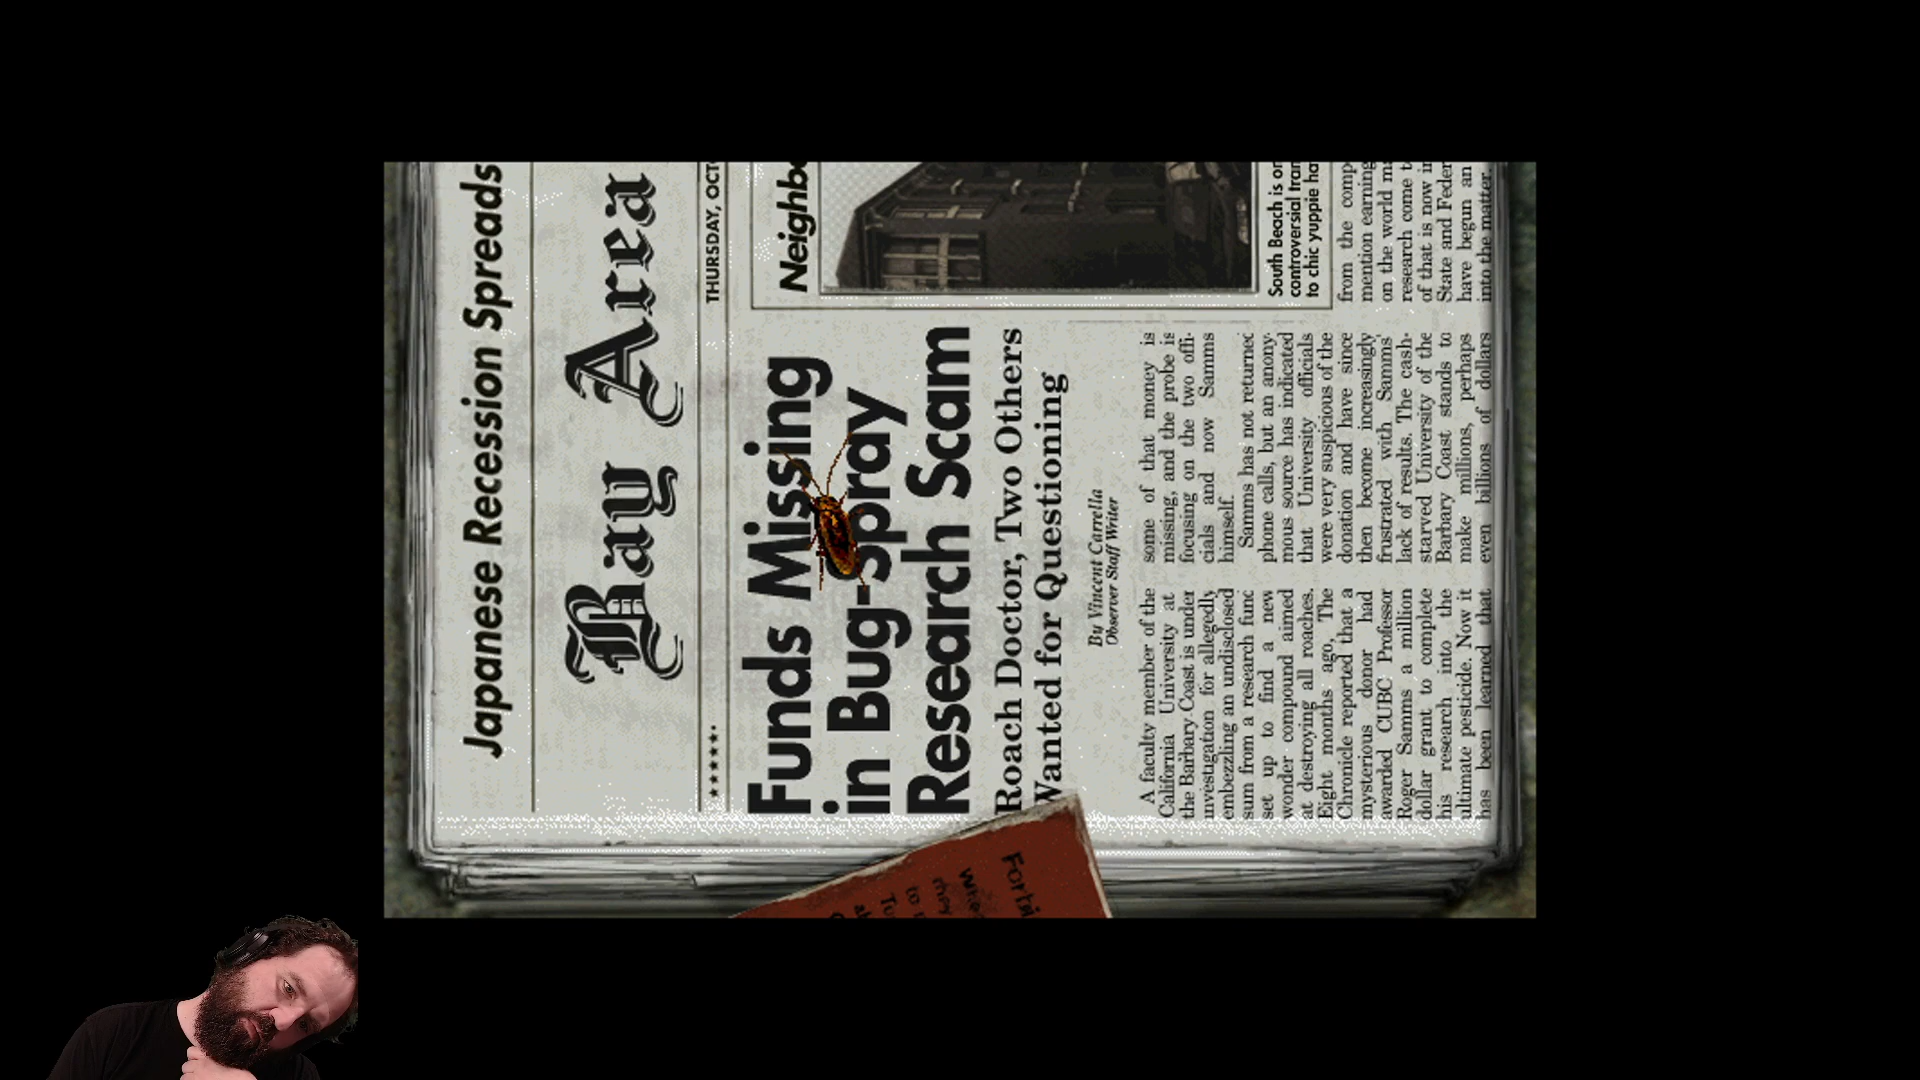 Japanese Recession Spreads
Bay Area
★★★★★★
THURSDAY, OCT
Funds Missing
in Bug-Spray
Research Scam
Roach Doctor, Two Others
Wanted for Questioning
By Vincent Carrella
Observer Staff Writer
A faculty member of the
California University at
the Barbary Coast is under
investigation for allegedly
embezzling an undisclosed
sum from a research func
set up to find a new
wonder compound aimed
at destroying all roaches.
Eight months ago, The
Chronicle reported that a
mysterious donor had
awarded CUBC Professor
Roger Samms a million
dollar grant to complete
his research into the
ultimate pesticide. Now it
has been learned that
some of that money is
missing, and the probe is
focusing on the two offi-
cials and now Samms
himself.
Samms has not returned
phone calls, but an anony-
mous source has indicated
that University officials
were very suspicious of the
donation and have since
then become increasingly
frustrated with Samms'
lack of results. The cash-
starved University of the
Barbary Coast stands to
make millions, perhaps
even billions of dollars
from the comp
mention earning
on the world ma
research come t
of that is now in
State and Feder
have begun an
into the matter.
Neighbo
South Beach is on
controversial tran
to chic yuppie ha
Forbi
whe
may
to
Tu